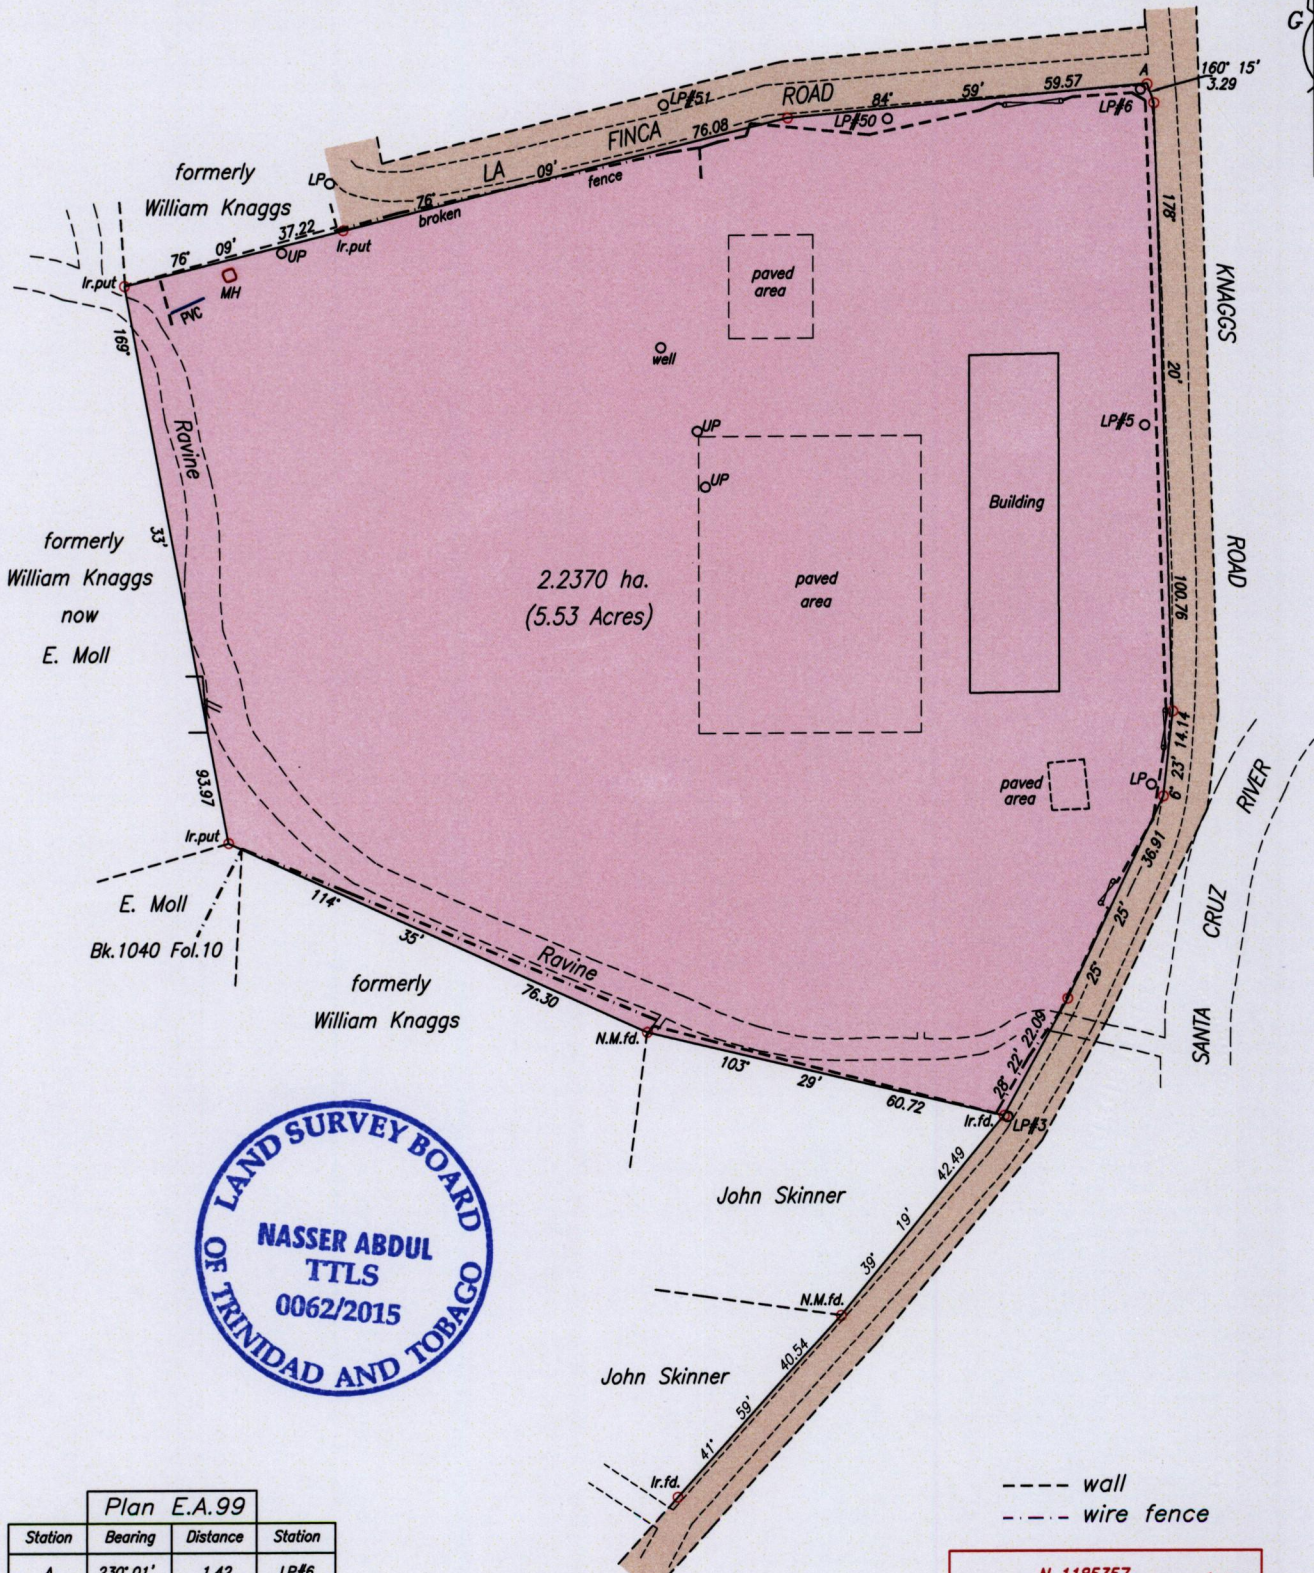 G
160° 15'
3.29
A
59.57
59'
84°
LP#6
LP#50
LP#51
LA FINCA ROAD
76.08
09'
76°
fence
broken
formerly
William Knaggs
LP
37.22
09'
76°
Ir.put
UP
Ir.put
MH
PVC
169°
33'
93.97
Ravine
paved
area
well
UP
UP
Building
LP#5
178°
20'
100.76
KNAGGS ROAD
formerly
William Knaggs
now
E. Moll
2.2370 ha.
(5.53 Acres)
paved
area
paved
area
LP
14.14
23'
6°
36.91
25'
25°
SANTA CRUZ RIVER
Ir.put
E. Moll
Bk.1040 Fol.10
114°
35'
76.30
formerly
William Knaggs
Ravine
N.M.fd.
103°
29'
60.72
28° 22' 22.09
Ir.fd.
LP#3
42.49
19'
39°
John Skinner
N.M.fd.
40.54
59'
41°
John Skinner
Ir.fd.
LAND SURVEY BOARD
NASSER ABDUL
TTLS
0062/2015
OF TRINIDAD AND TOBAGO
wall
wire fence
Plan E.A.99
Station Bearing Distance Station
A 230° 01' 1.42 LP#6
N 1185757